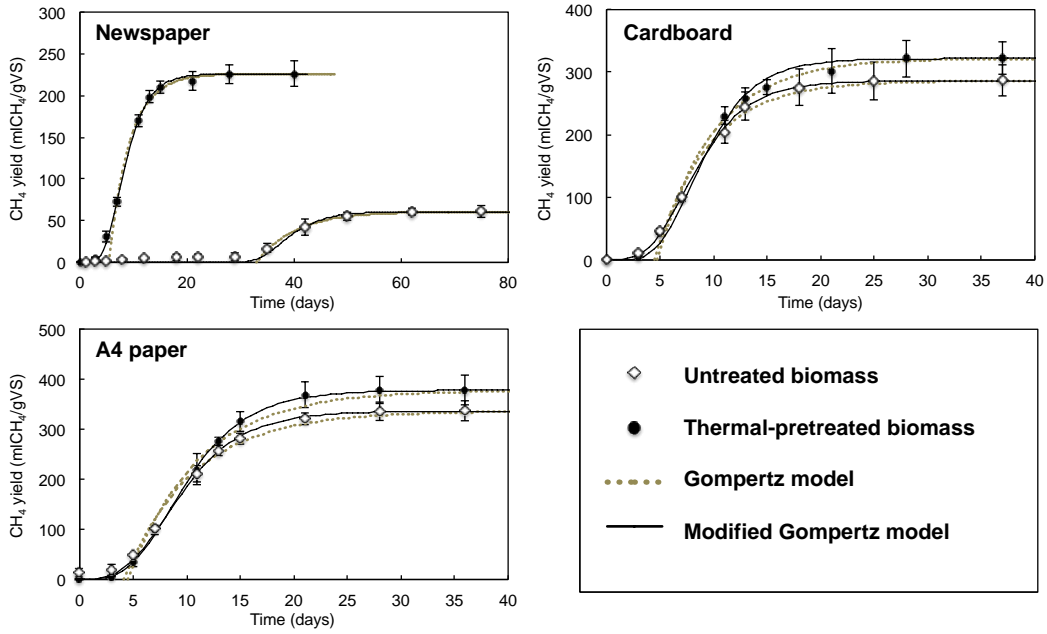 Newspaper
CH₄ yield (mlCH₄/gVS)
300
250
200
150
100
50
0
0 20 40 60 80
Time (days)
Cardboard
CH₄ yield (mlCH₄/gVS)
400
300
200
100
0
0 5 10 15 20 25 30 35 40
Time (days)
A4 paper
CH₄ yield (mlCH₄/gVS)
500
400
300
200
100
0
0 5 10 15 20 25 30 35 40
Time (days)
Untreated biomass
Thermal-pretreated biomass
Gompertz model
Modified Gompertz model